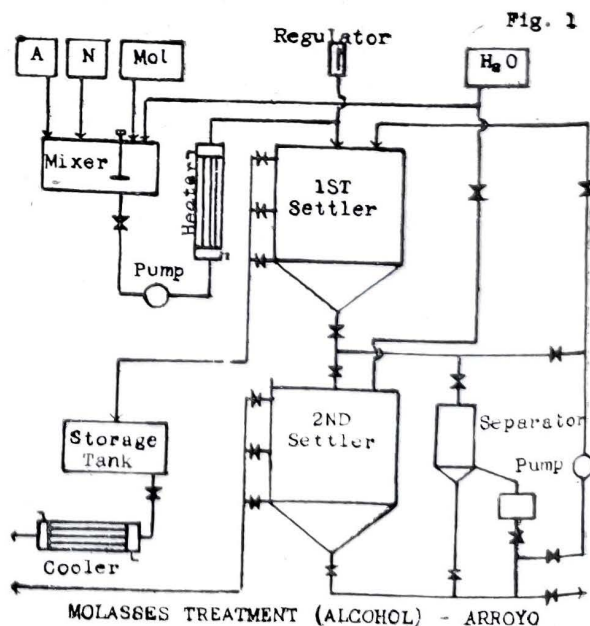 Fig. 1
Regulator
A
N
Mol
H2O
Mixer
Heater
1ST
Settler
Pump
2ND
Settler
Separator
Storage
Tank
Pump
Cooler
MOLASSES TREATMENT (ALCOHOL) - ARROYO